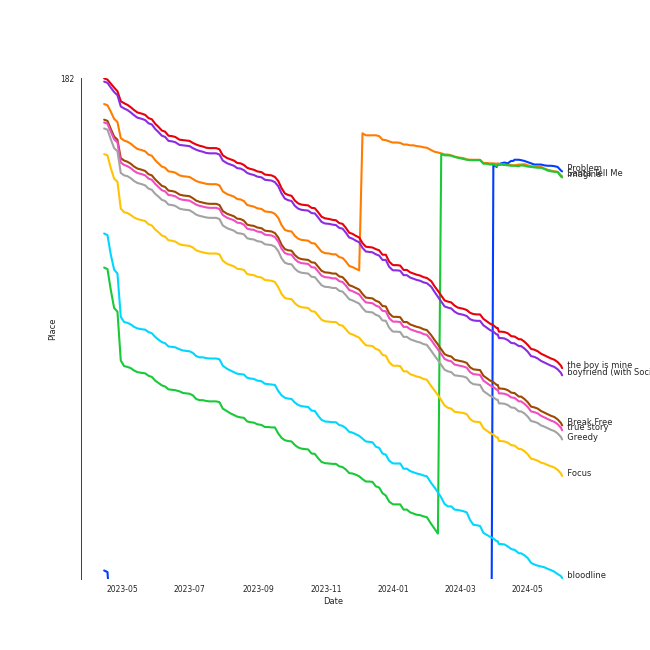 182
Problem
Tell Me
the boy is mine
boyfriend (with Soci
Break Free
true story
Greedy
Focus
bloodline
Place
2023-05 2023-07 2023-09 2023-11 2024-01 2024-03 2024-05
Date